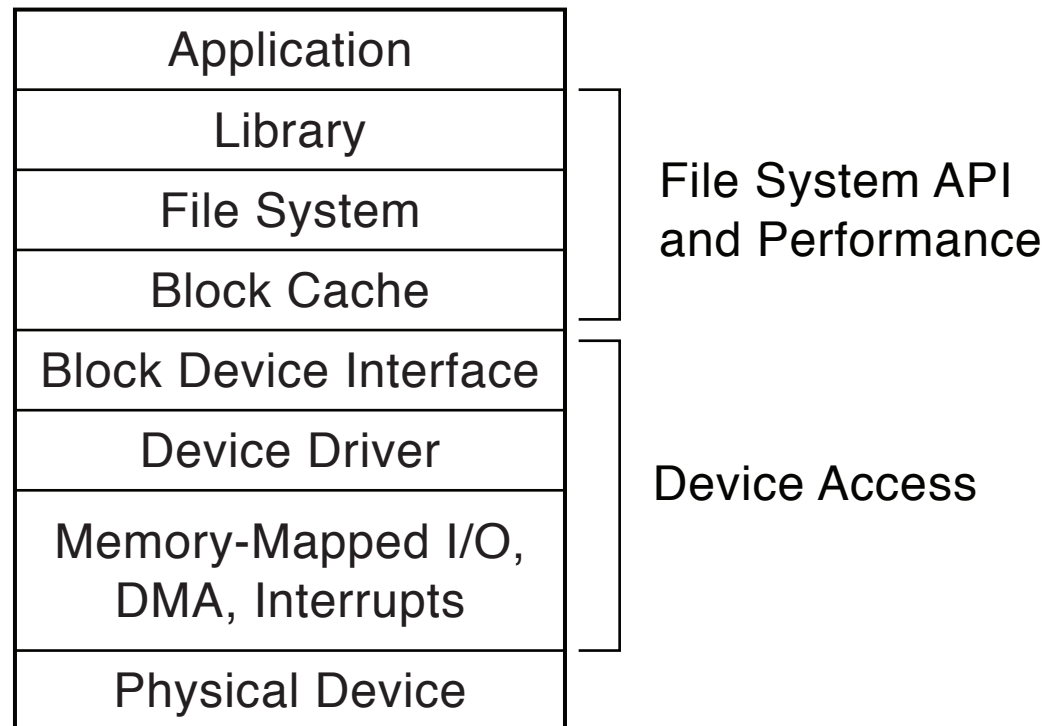 Application
Library
File System
Block Cache
Block Device Interface
Device Driver
Memory-Mapped I/O,
DMA, Interrupts
Physical Device
File System API
and Performance
Device Access